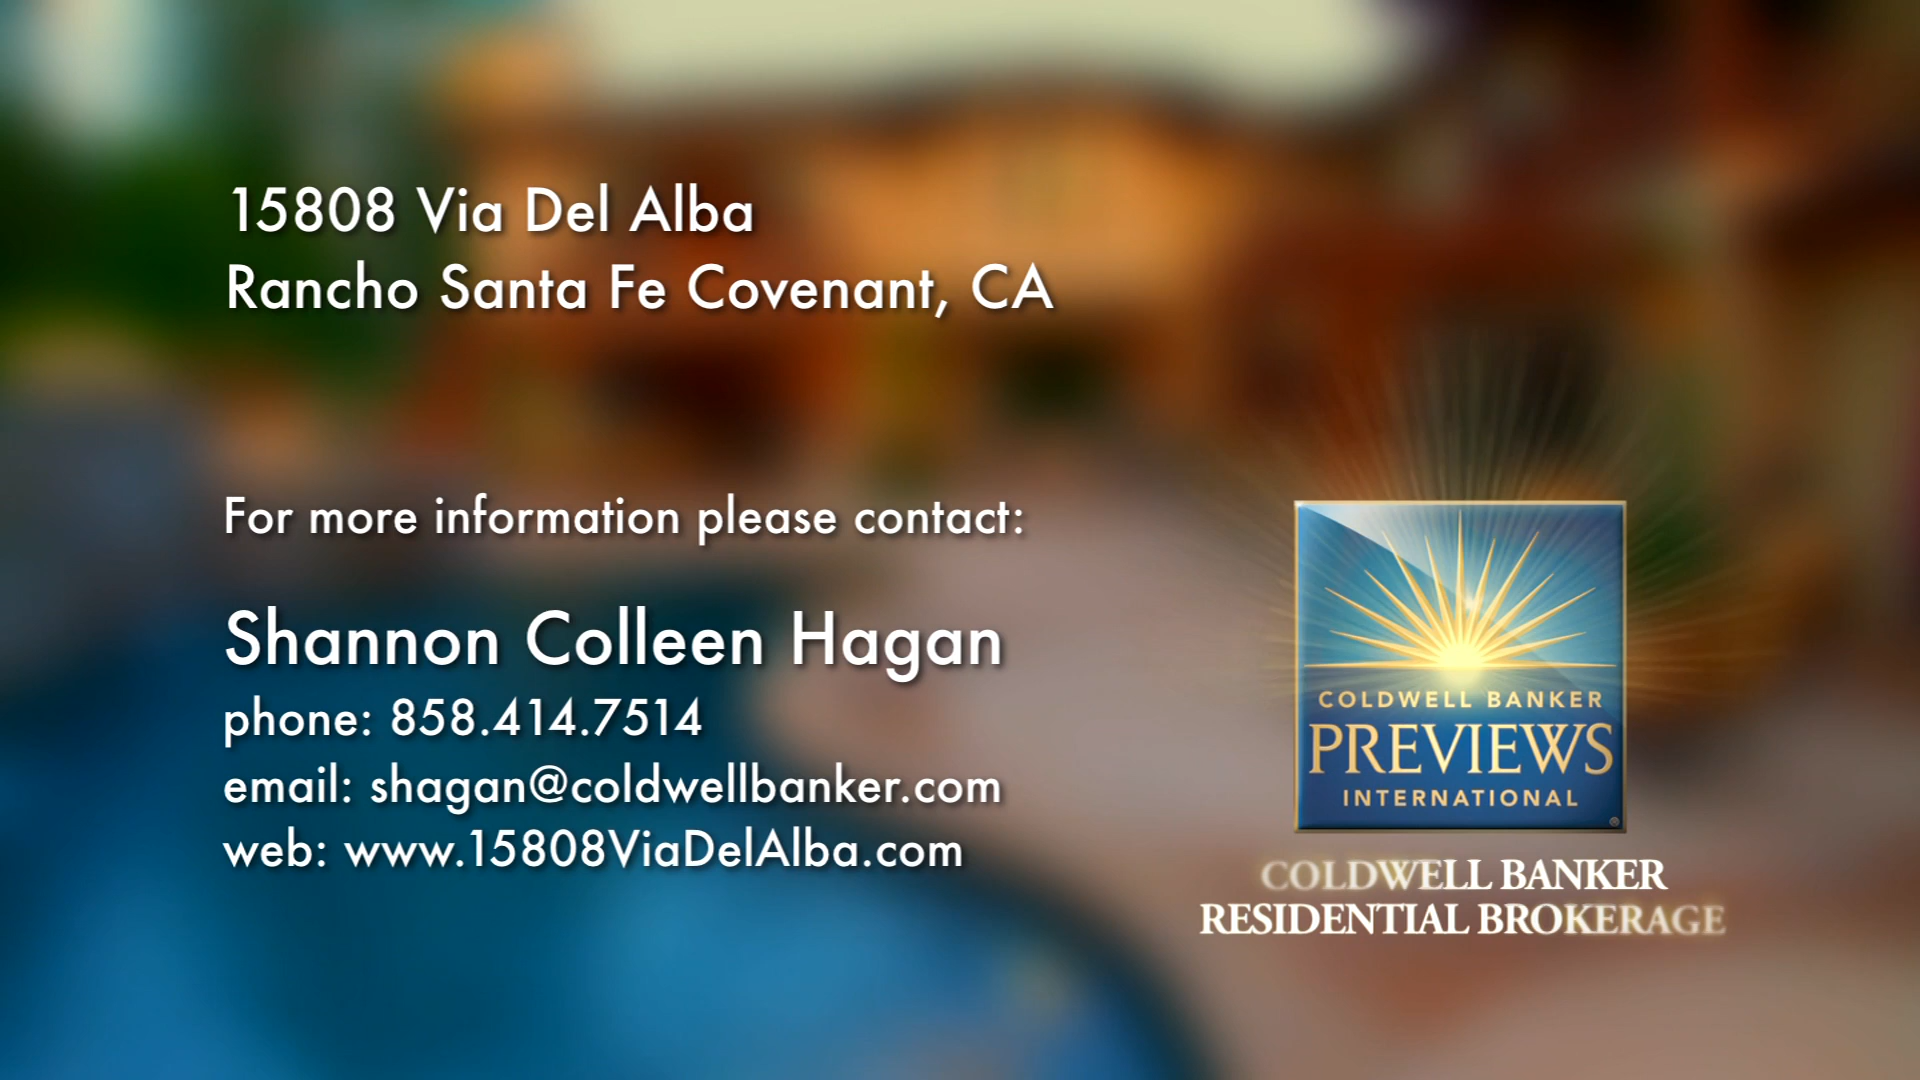 15808 Via Del Alba
Rancho Santa Fe Covenant, CA
For more information please contact:
Shannon Colleen Hagan
phone: 858.414.7514
email: shagan@coldwellbanker.com
web: www.15808ViaDelAlba.com
COLDWELL BANKER
PREVIEWS
INTERNATIONAL
®
COLDWELL BANKER
RESIDENTIAL BROKERAGE